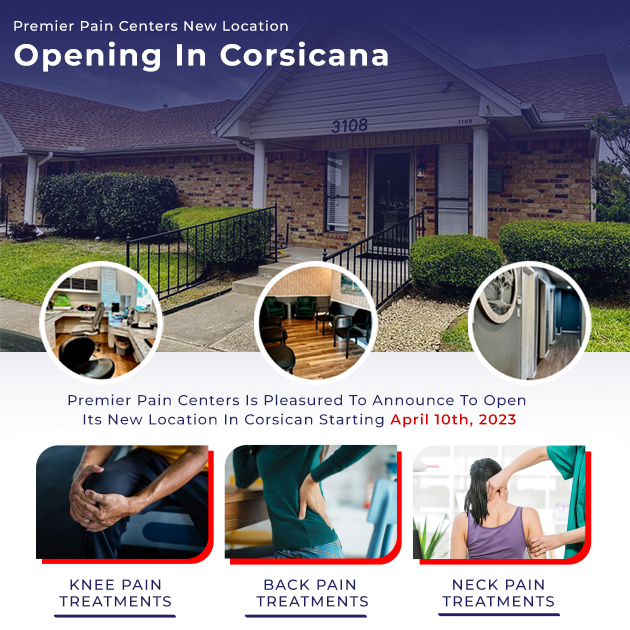 Premier Pain Centers New Location
Opening In Corsicana
3108
3108
Premier Pain Centers Is Pleasured To Announce To Open
Its New Location In Corsican Starting April 10th, 2023
KNEE PAIN
TREATMENTS
BACK PAIN
TREATMENTS
NECK PAIN
TREATMENTS